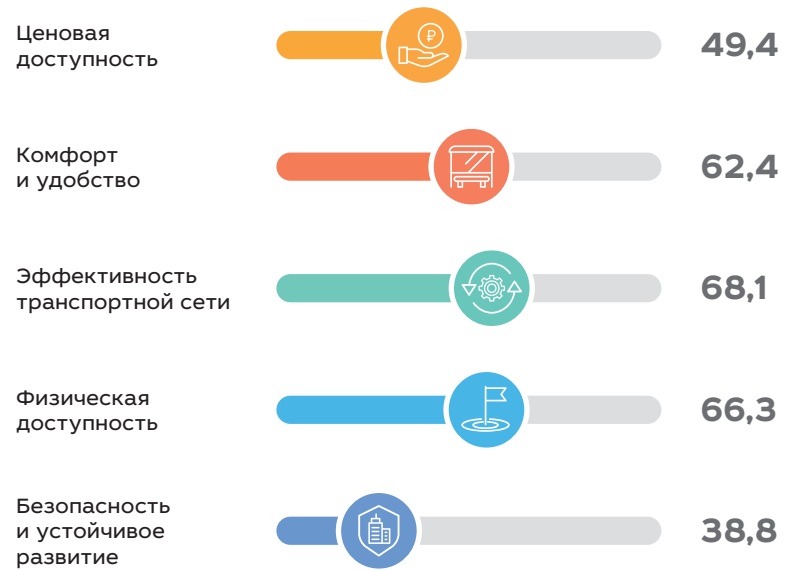 Ценовая
доступность
₽
49,4
Комфорт
и удобство
62,4
Эффективность
транспортной сети
68,1
Физическая
доступность
66,3
Безопасность
и устойчивое
развитие
38,8